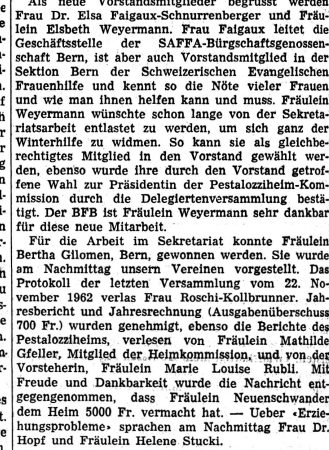 Als neue Vorstandsmitglieder begrüsst werden
Frau Dr. Elsa Faigaux-Schnurrenberger und Fräu-
lein Elsbeth Weyermann. Frau Faigaux leitet die
Geschäftsstelle der SAFFA-Bürgschaftsgenossen-
schaft Bern, ist aber auch Vorstandsmitglied in der
Sektion Bern der Schweizerischen Evangelischen
Frauenhilfe und kennt so die Nöte vieler Frauen
und wie man ihnen helfen kann und muss. Fräulein
Weyermann wünschte schon lange von der Sekreta-
riatsarbeit entlastet zu werden, um sich ganz der
Winterhilfe zu widmen. So kann sie als gleichbe-
rechtigtes Mitglied in den Vorstand gewählt wer-
den, ebenso wurde ihre durch den Vorstand getrof-
fene Wahl zur Präsidentin der Pestalozziheim-Kom-
mission durch die Delegiertenversammlung bestä-
tigt. Der BFB ist Fräulein Weyermann sehr dankbar
für diese neue Mitarbeit.
Für die Arbeit im Sekretariat konnte Fräulein
Bertha Gilomen, Bern, gewonnen werden. Sie wurde
am Nachmittag unsern Vereinen vorgestellt. Das
Protokoll der letzten Versammlung vom 22. No-
vember 1962 verlas Frau Roschi-Kollbrunner. Jah-
resbericht und Jahresrechnung (Ausgabenüberschuss
700 Fr.) wurden genehmigt, ebenso die Berichte des
Pestalozziheims, verlesen von Fräulein Mathilde
Gfeller, Mitglied der Heimkommission, und von der
Vorsteherin, Fräulein Marie Louise Rubli. Mit
Freude und Dankbarkeit wurde die Nachricht ent-
gegengenommen, dass Fräulein Neuenschwander
dem Heim 5000 Fr. vermacht hat. — Ueber «Erzie-
hungsprobleme» sprachen am Nachmittag Frau Dr.
Hopf und Fräulein Helene Stucki.